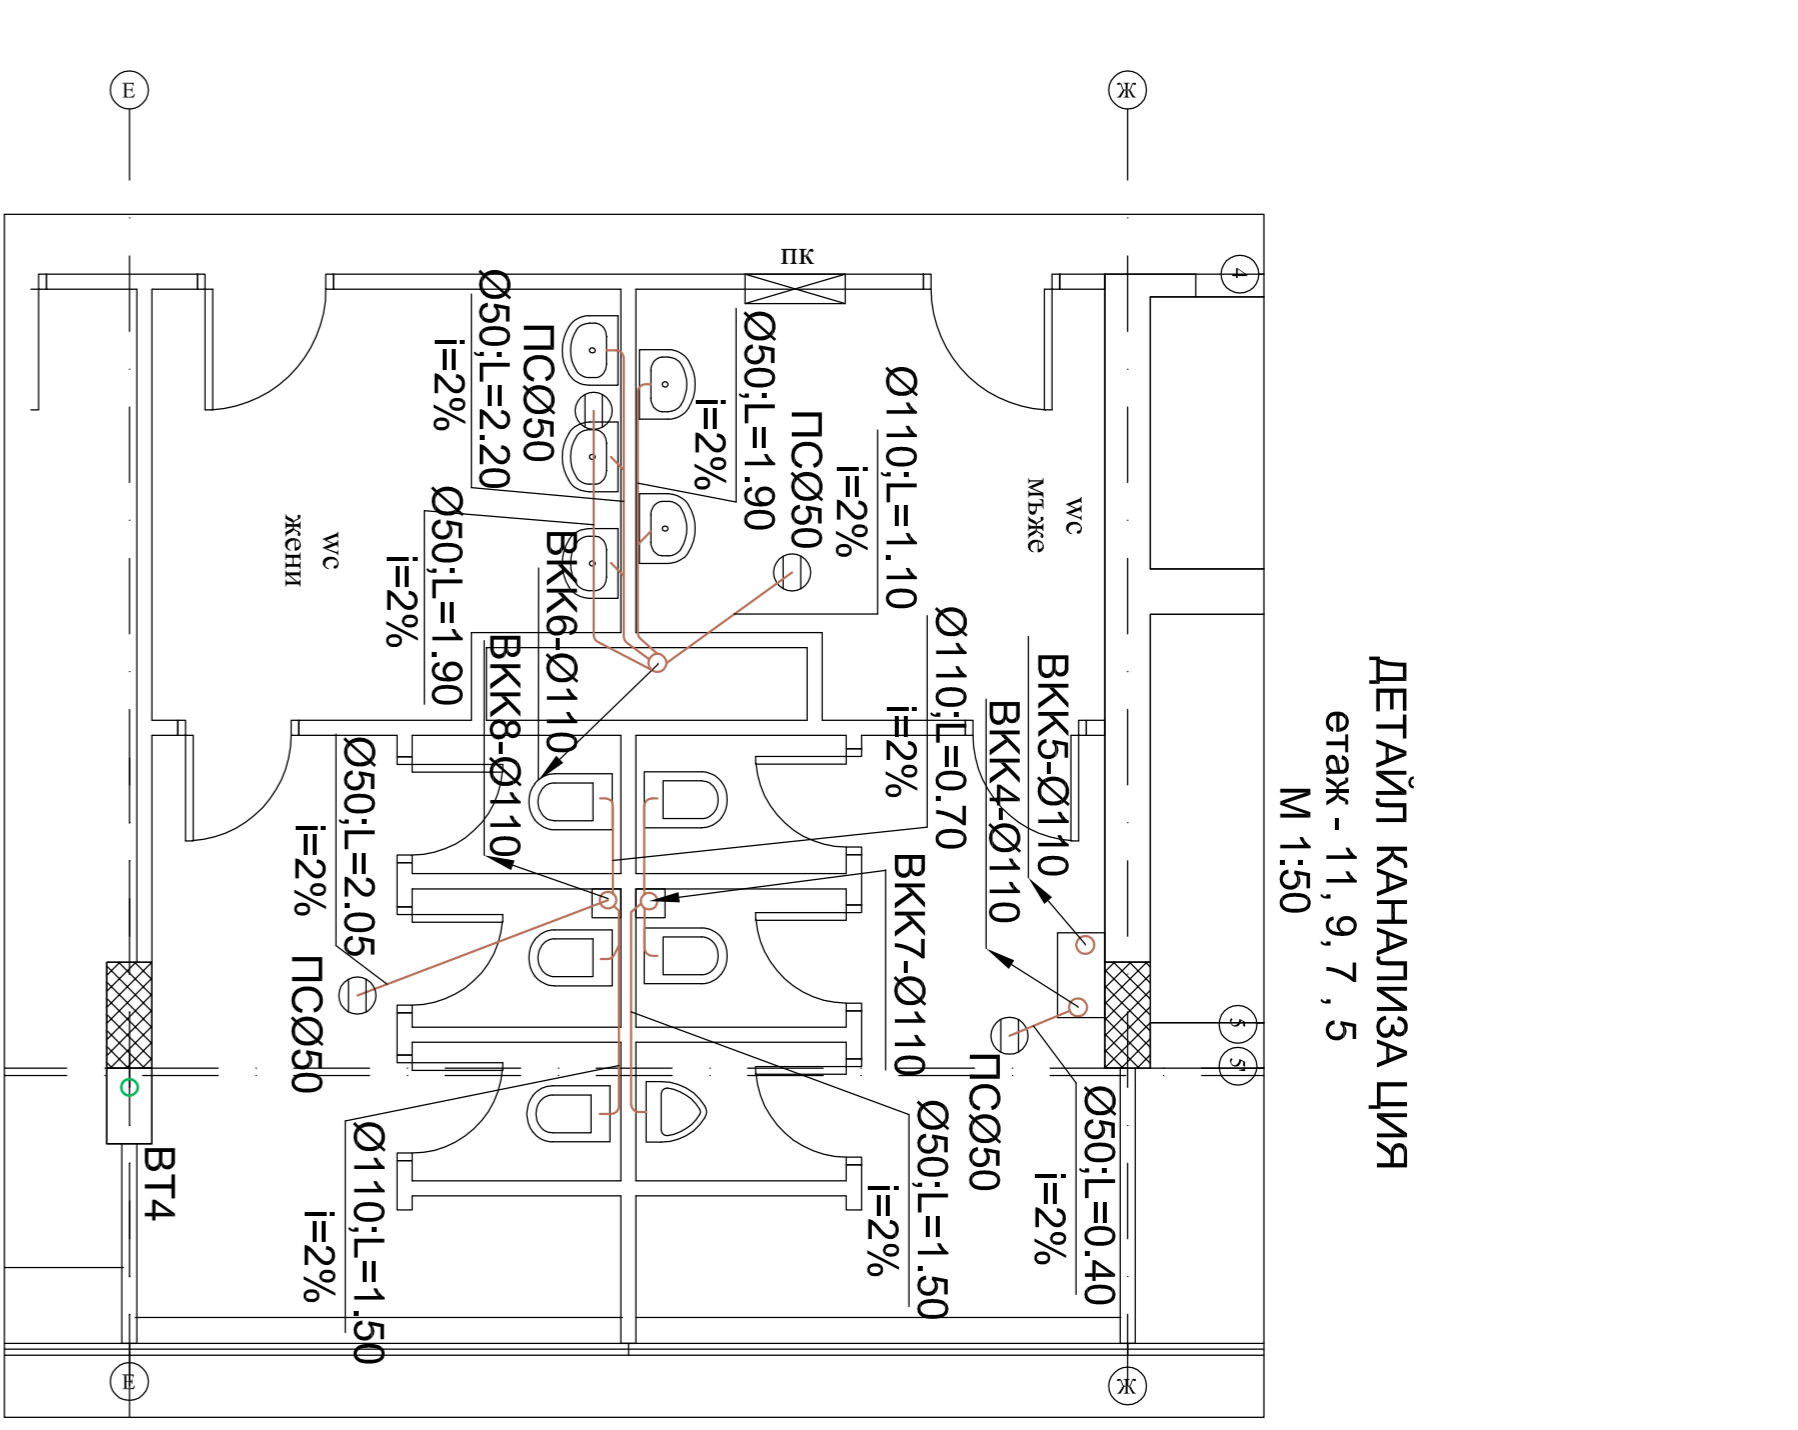 ДЕТАЙЛ КАНАЛИЗАЦИЯ
етаж - 11, 9, 7 , 5
М 1:50
Е
Ж
4
5
5'
Е
Ж
пк
wc
мъже
wc
жени
Ø110;L=1.10
i=2%
ПСØ50
Ø50;L=1.90
i=2%
ПСØ50
Ø50;L=2.20
i=2%
Ø50;L=1.90
i=2%
ВКК6-Ø110
ВКК8-Ø110
Ø110;L=0.70
i=2%
ВКК5-Ø110
ВКК4-Ø110
ВКК7-Ø110
Ø50;L=2.05
i=2%
ПСØ50
ПСØ50
Ø50;L=0.40
i=2%
Ø50;L=1.50
i=2%
Ø110;L=1.50
i=2%
ВТ4